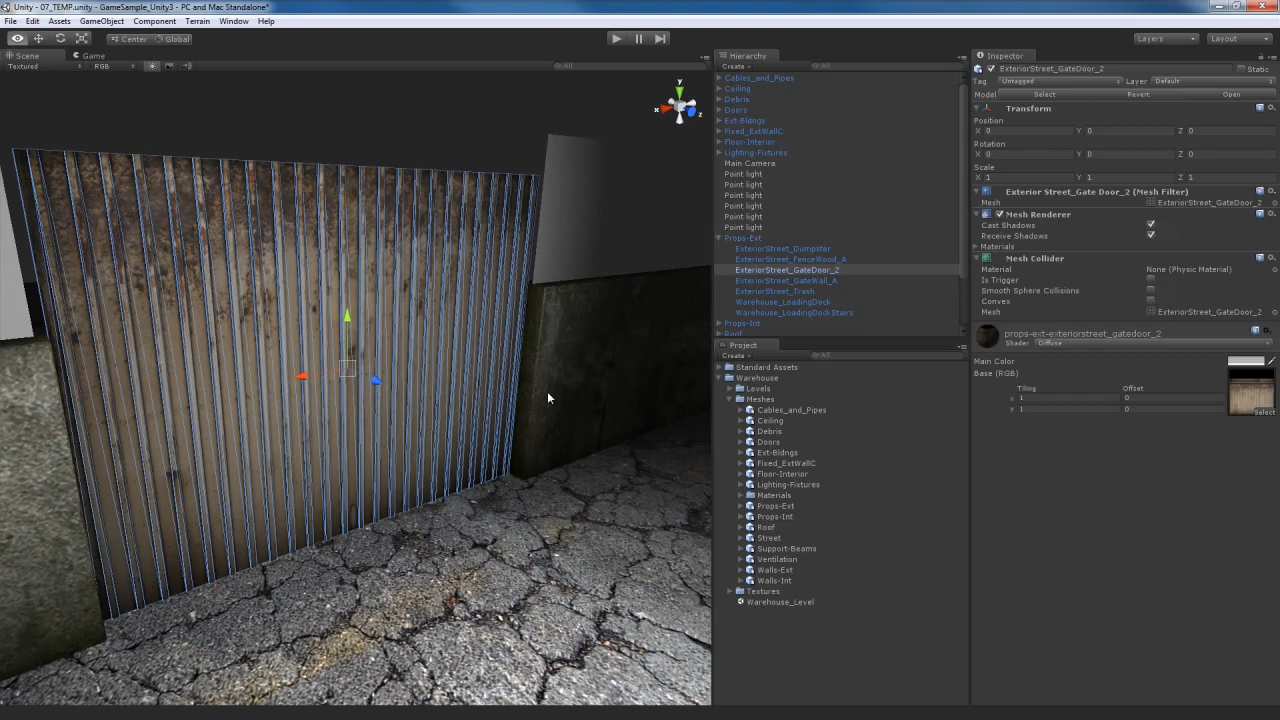 Unity - 07_TEMP.unity - GameSample_Unity3 - PC and Mac Standalone*
File Edit Assets GameObject Component Terrain Window Help
Center Global
Layers Layout
Scene Game
Textured RGB All
y
x z
Hierarchy
Create All
Cables_and_Pipes
Ceiling
Debris
Doors
Ext-Bldngs
Fixed_ExtWallC
Floor-Interior
Lighting-Fixtures
Main Camera
Point light
Point light
Point light
Point light
Point light
Point light
Props-Ext
ExteriorStreet_Dumpster
ExteriorStreet_FenceWood_A
ExteriorStreet_GateDoor_2
ExteriorStreet_GateWall_A
ExteriorStreet_Trash
Warehouse_LoadingDock
Warehouse_LoadingDockStairs
Props-Int
Roof
Project
Create All
Standard Assets
Warehouse
Levels
Meshes
Cables_and_Pipes
Ceiling
Debris
Doors
Ext-Bldngs
Fixed_ExtWallC
Floor-Interior
Lighting-Fixtures
Materials
Props-Ext
Props-Int
Roof
Street
Support-Beams
Ventilation
Walls-Ext
Walls-Int
Textures
Warehouse_Level
Inspector
ExteriorStreet_GateDoor_2 Static
Tag Untagged Layer Default
Model Select Revert Open
Transform
Position
X 0 Y 0 Z 0
Rotation
X 0 Y 0 Z 0
Scale
X 1 Y 1 Z 1
Exterior Street_Gate Door_2 (Mesh Filter)
Mesh ExteriorStreet_GateDoor_2
Mesh Renderer
Cast Shadows
Receive Shadows
Materials
Mesh Collider
Material None (Physic Material)
Is Trigger
Smooth Sphere Collisions
Convex
Mesh ExteriorStreet_GateDoor_2
props-ext-exteriorstreet_gatedoor_2
Shader Diffuse
Main Color
Base (RGB)
Tiling Offset
x 1 0
y 1 0
Select